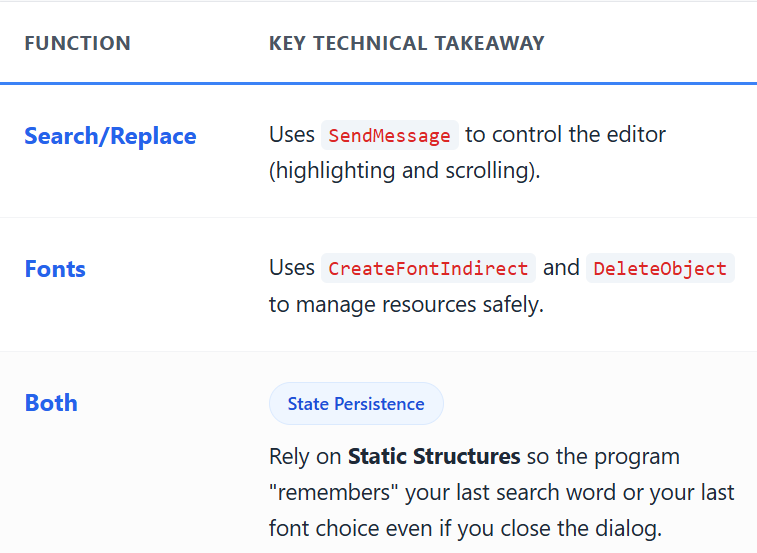 FUNCTION KEY TECHNICAL TAKEAWAY
Search/Replace Uses SendMessage to control the editor
(highlighting and scrolling).
Fonts Uses CreateFontIndirect and DeleteObject
to manage resources safely.
Both State Persistence
Rely on Static Structures so the program
"remembers" your last search word or your last
font choice even if you close the dialog.